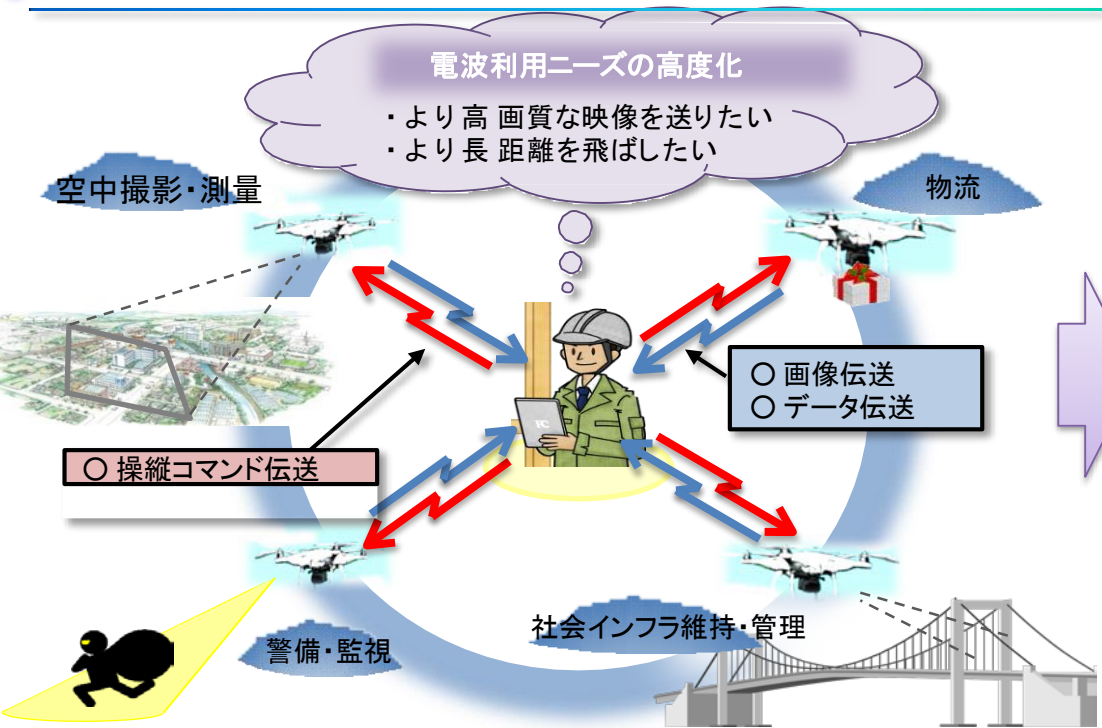 電波利用ニーズの高度化
・より高 画質な映像を送りたい
・より長 距離を飛ばしたい
空中撮影・測量
物流
〇 画像伝送
〇 データ伝送
〇 操縦コマンド伝送
警備・監視
社会インフラ維持・管理